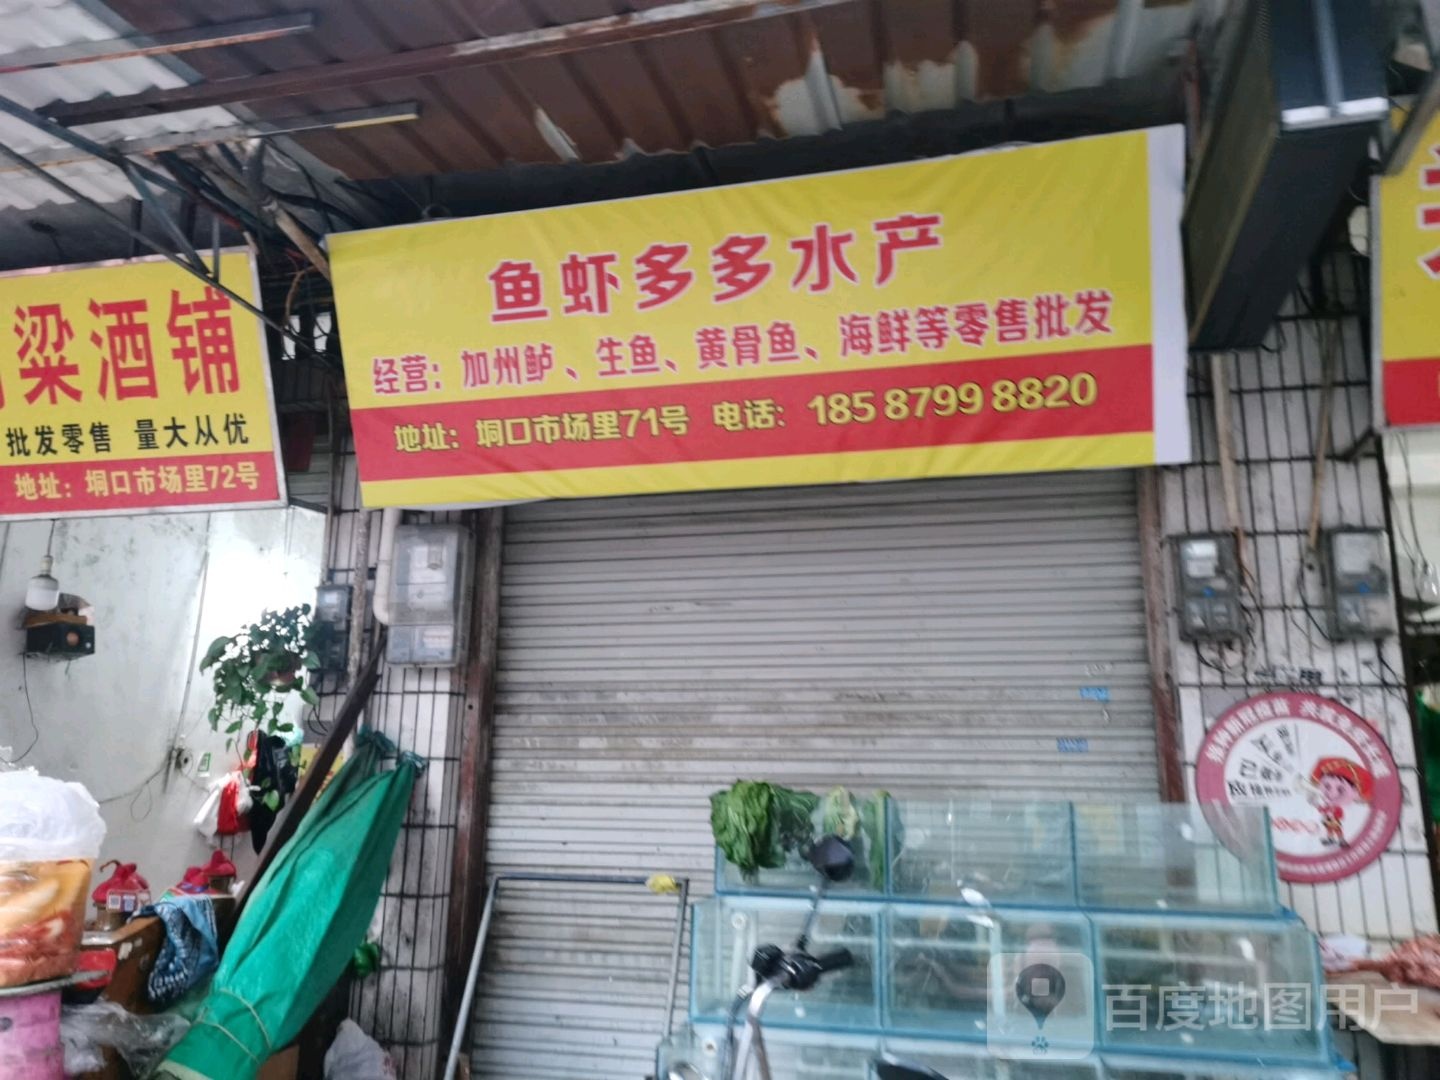 粱酒铺
批发零售 量大从优
地址：垌口市场里72号
鱼虾多多水产
经营：加州鲈、生鱼、黄骨鱼、海鲜等零售批发
地址：垌口市场里71号 电话：185 8799 8820
百度地图用户